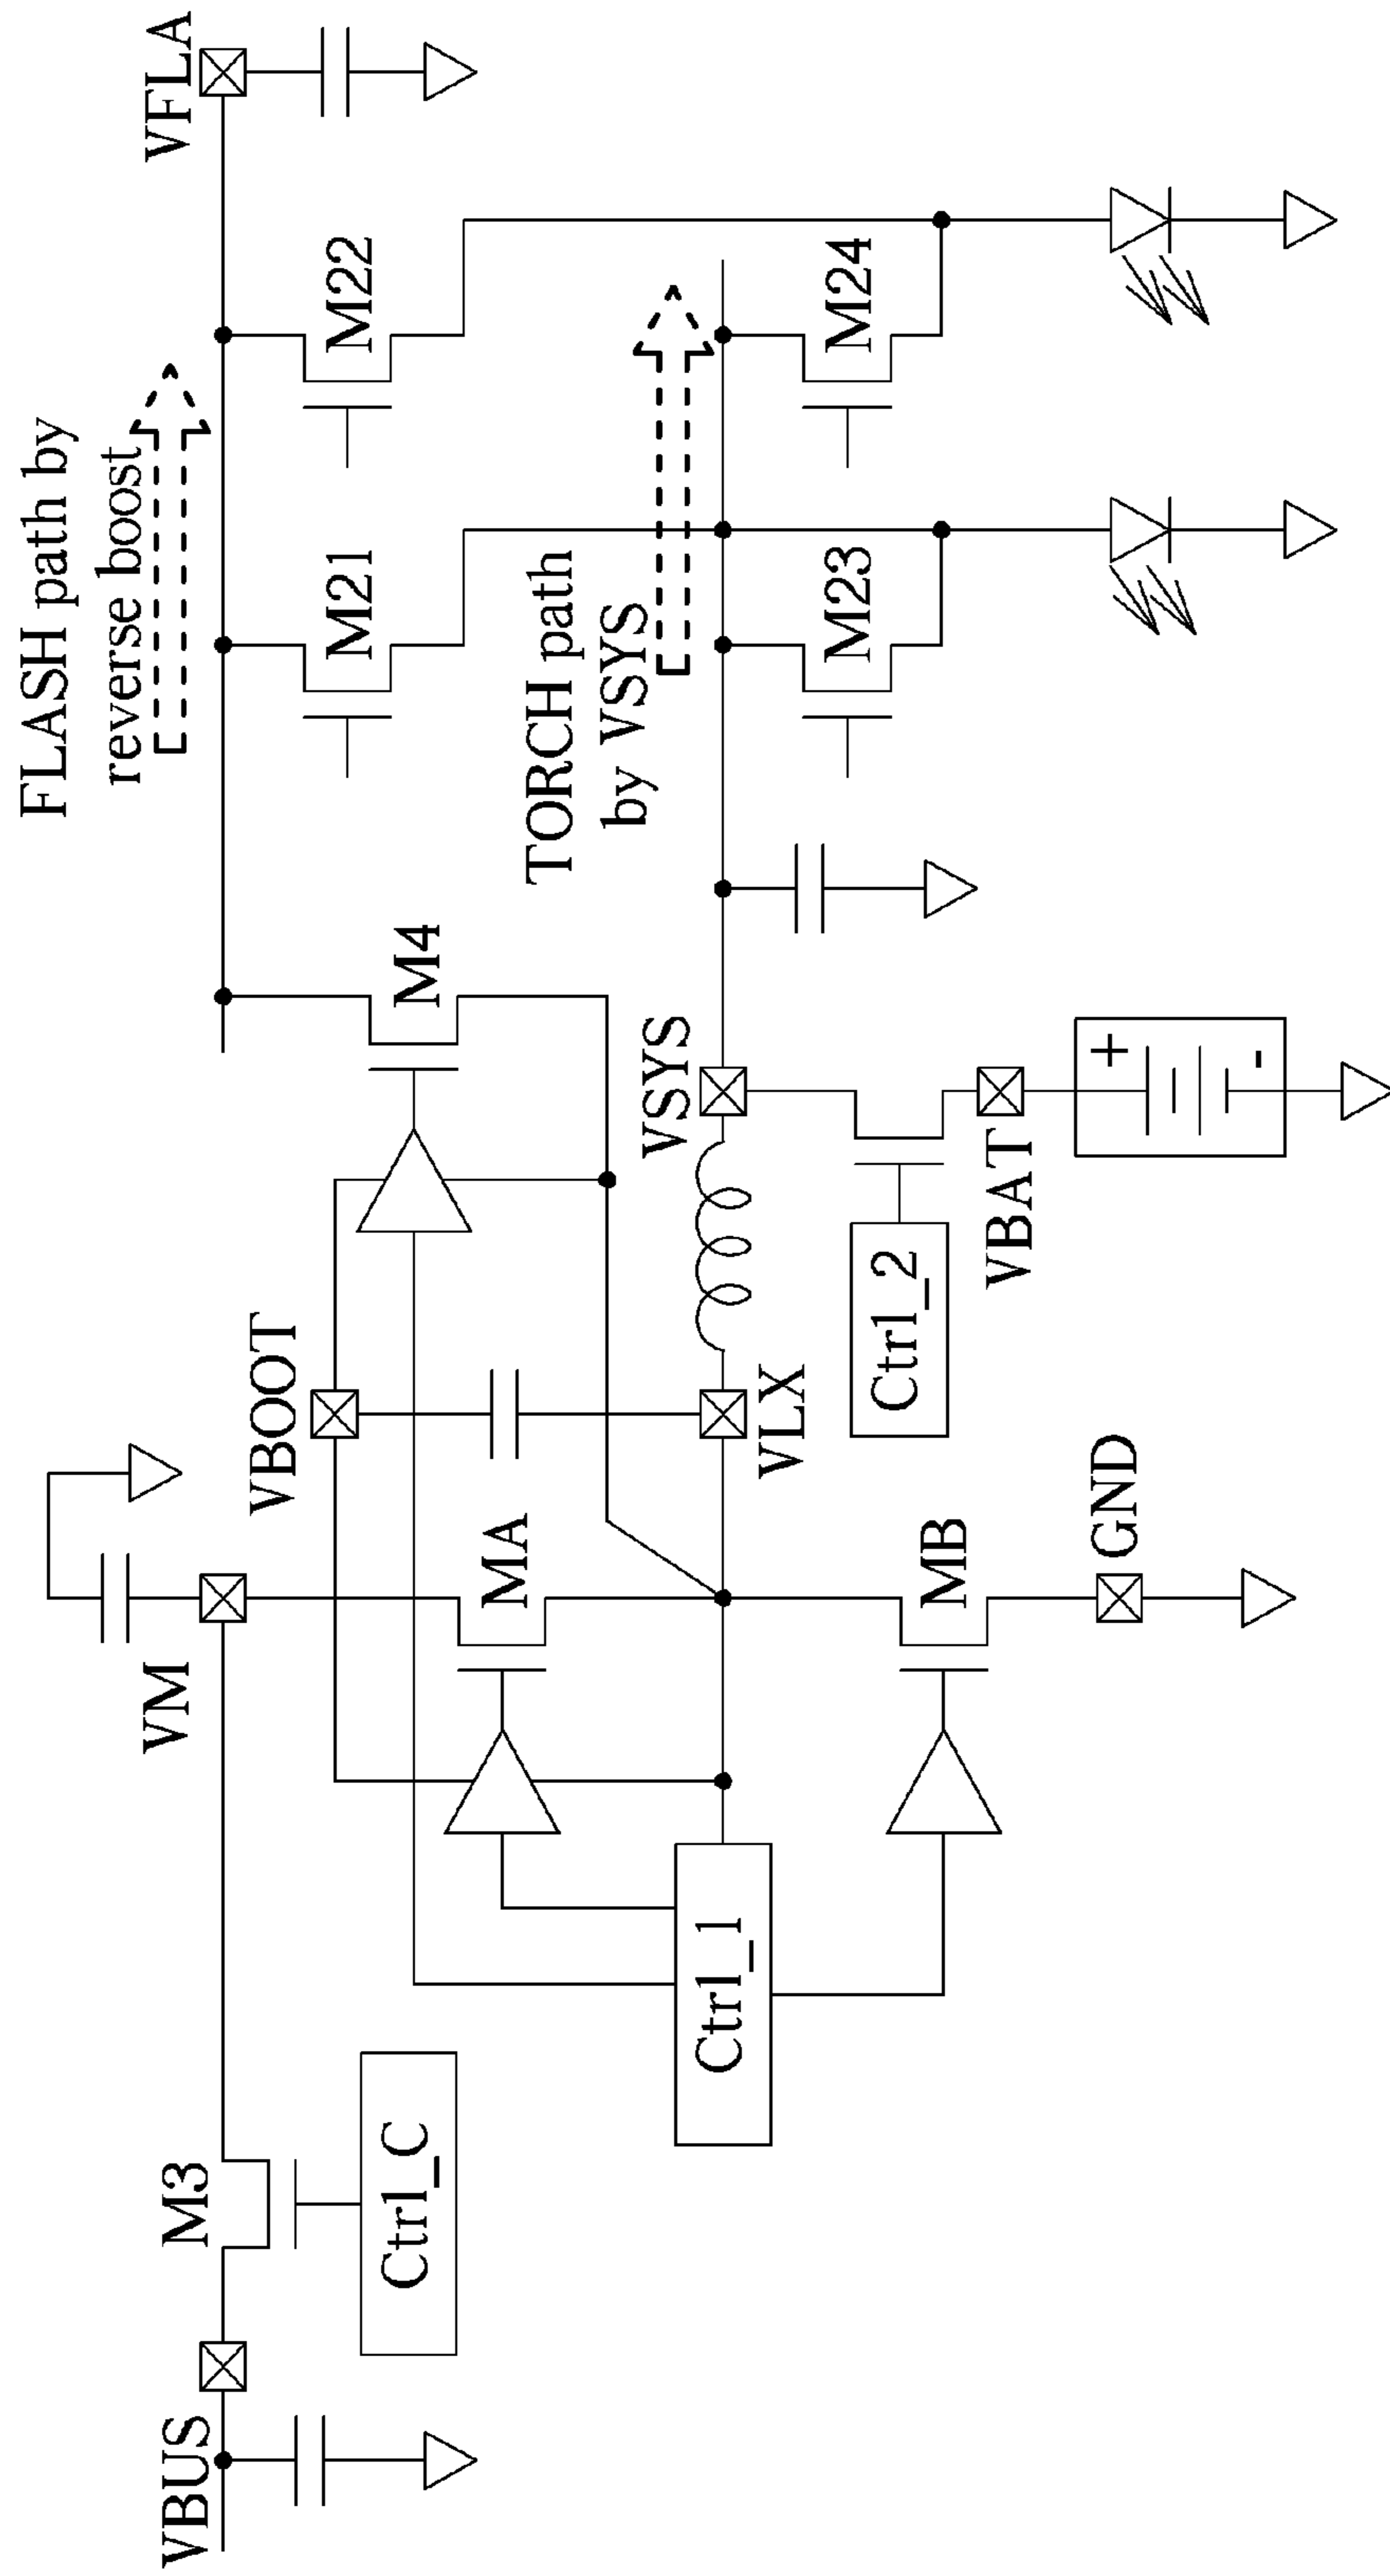 FLASH path by
reverse boost
VFLA
VM
M3
VBUS
VBOOT
M4
M21
M22
Ctrl_C
MA
TORCH path
by VSYS
VSYS
Ctrl_1
VLX
M23
M24
Ctrl_2
MB
VBAT
GND
+
-